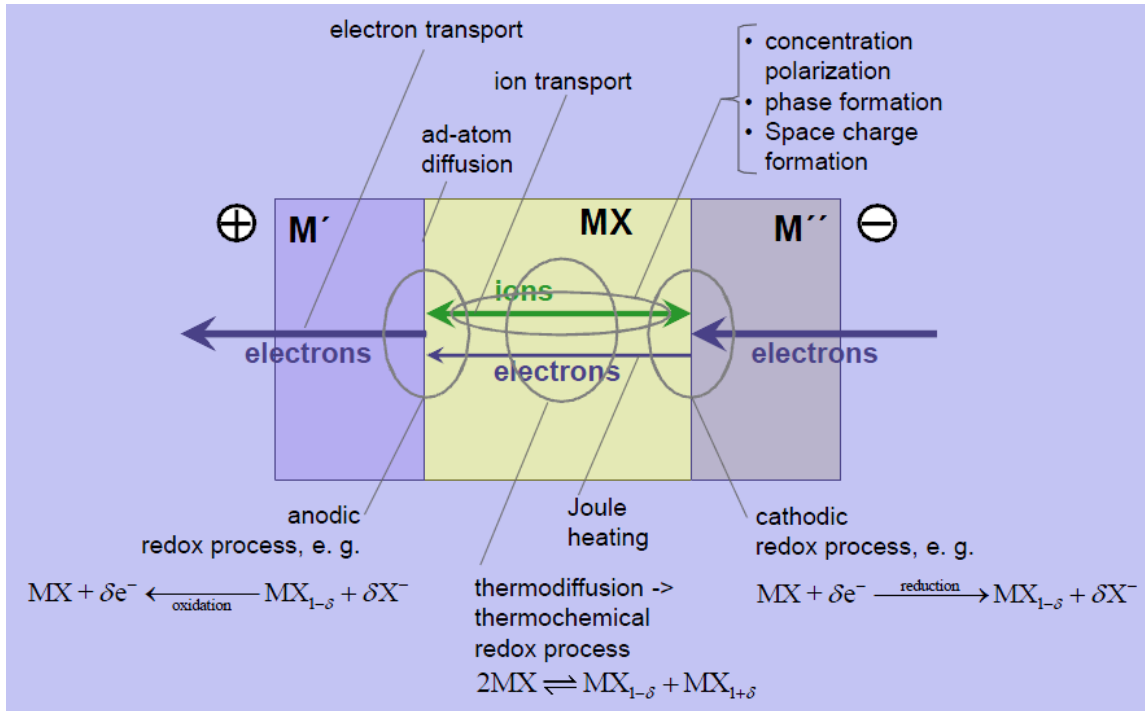 electron transport
ion transport
ad-atom
diffusion
• concentration
polarization
• phase formation
• Space charge
formation
⊕
M´
MX
M´´
⊖
ions
electrons
electrons
electrons
anodic
redox process, e. g.
MX + δe⁻ ⟵ oxidation MX₁₋δ + δX⁻
Joule
heating
thermodiffusion ->
thermochemical
redox process
2MX ⇌ MX₁₋δ + MX₁₊δ
cathodic
redox process, e. g.
MX + δe⁻ reduction ⟶ MX₁₋δ + δX⁻